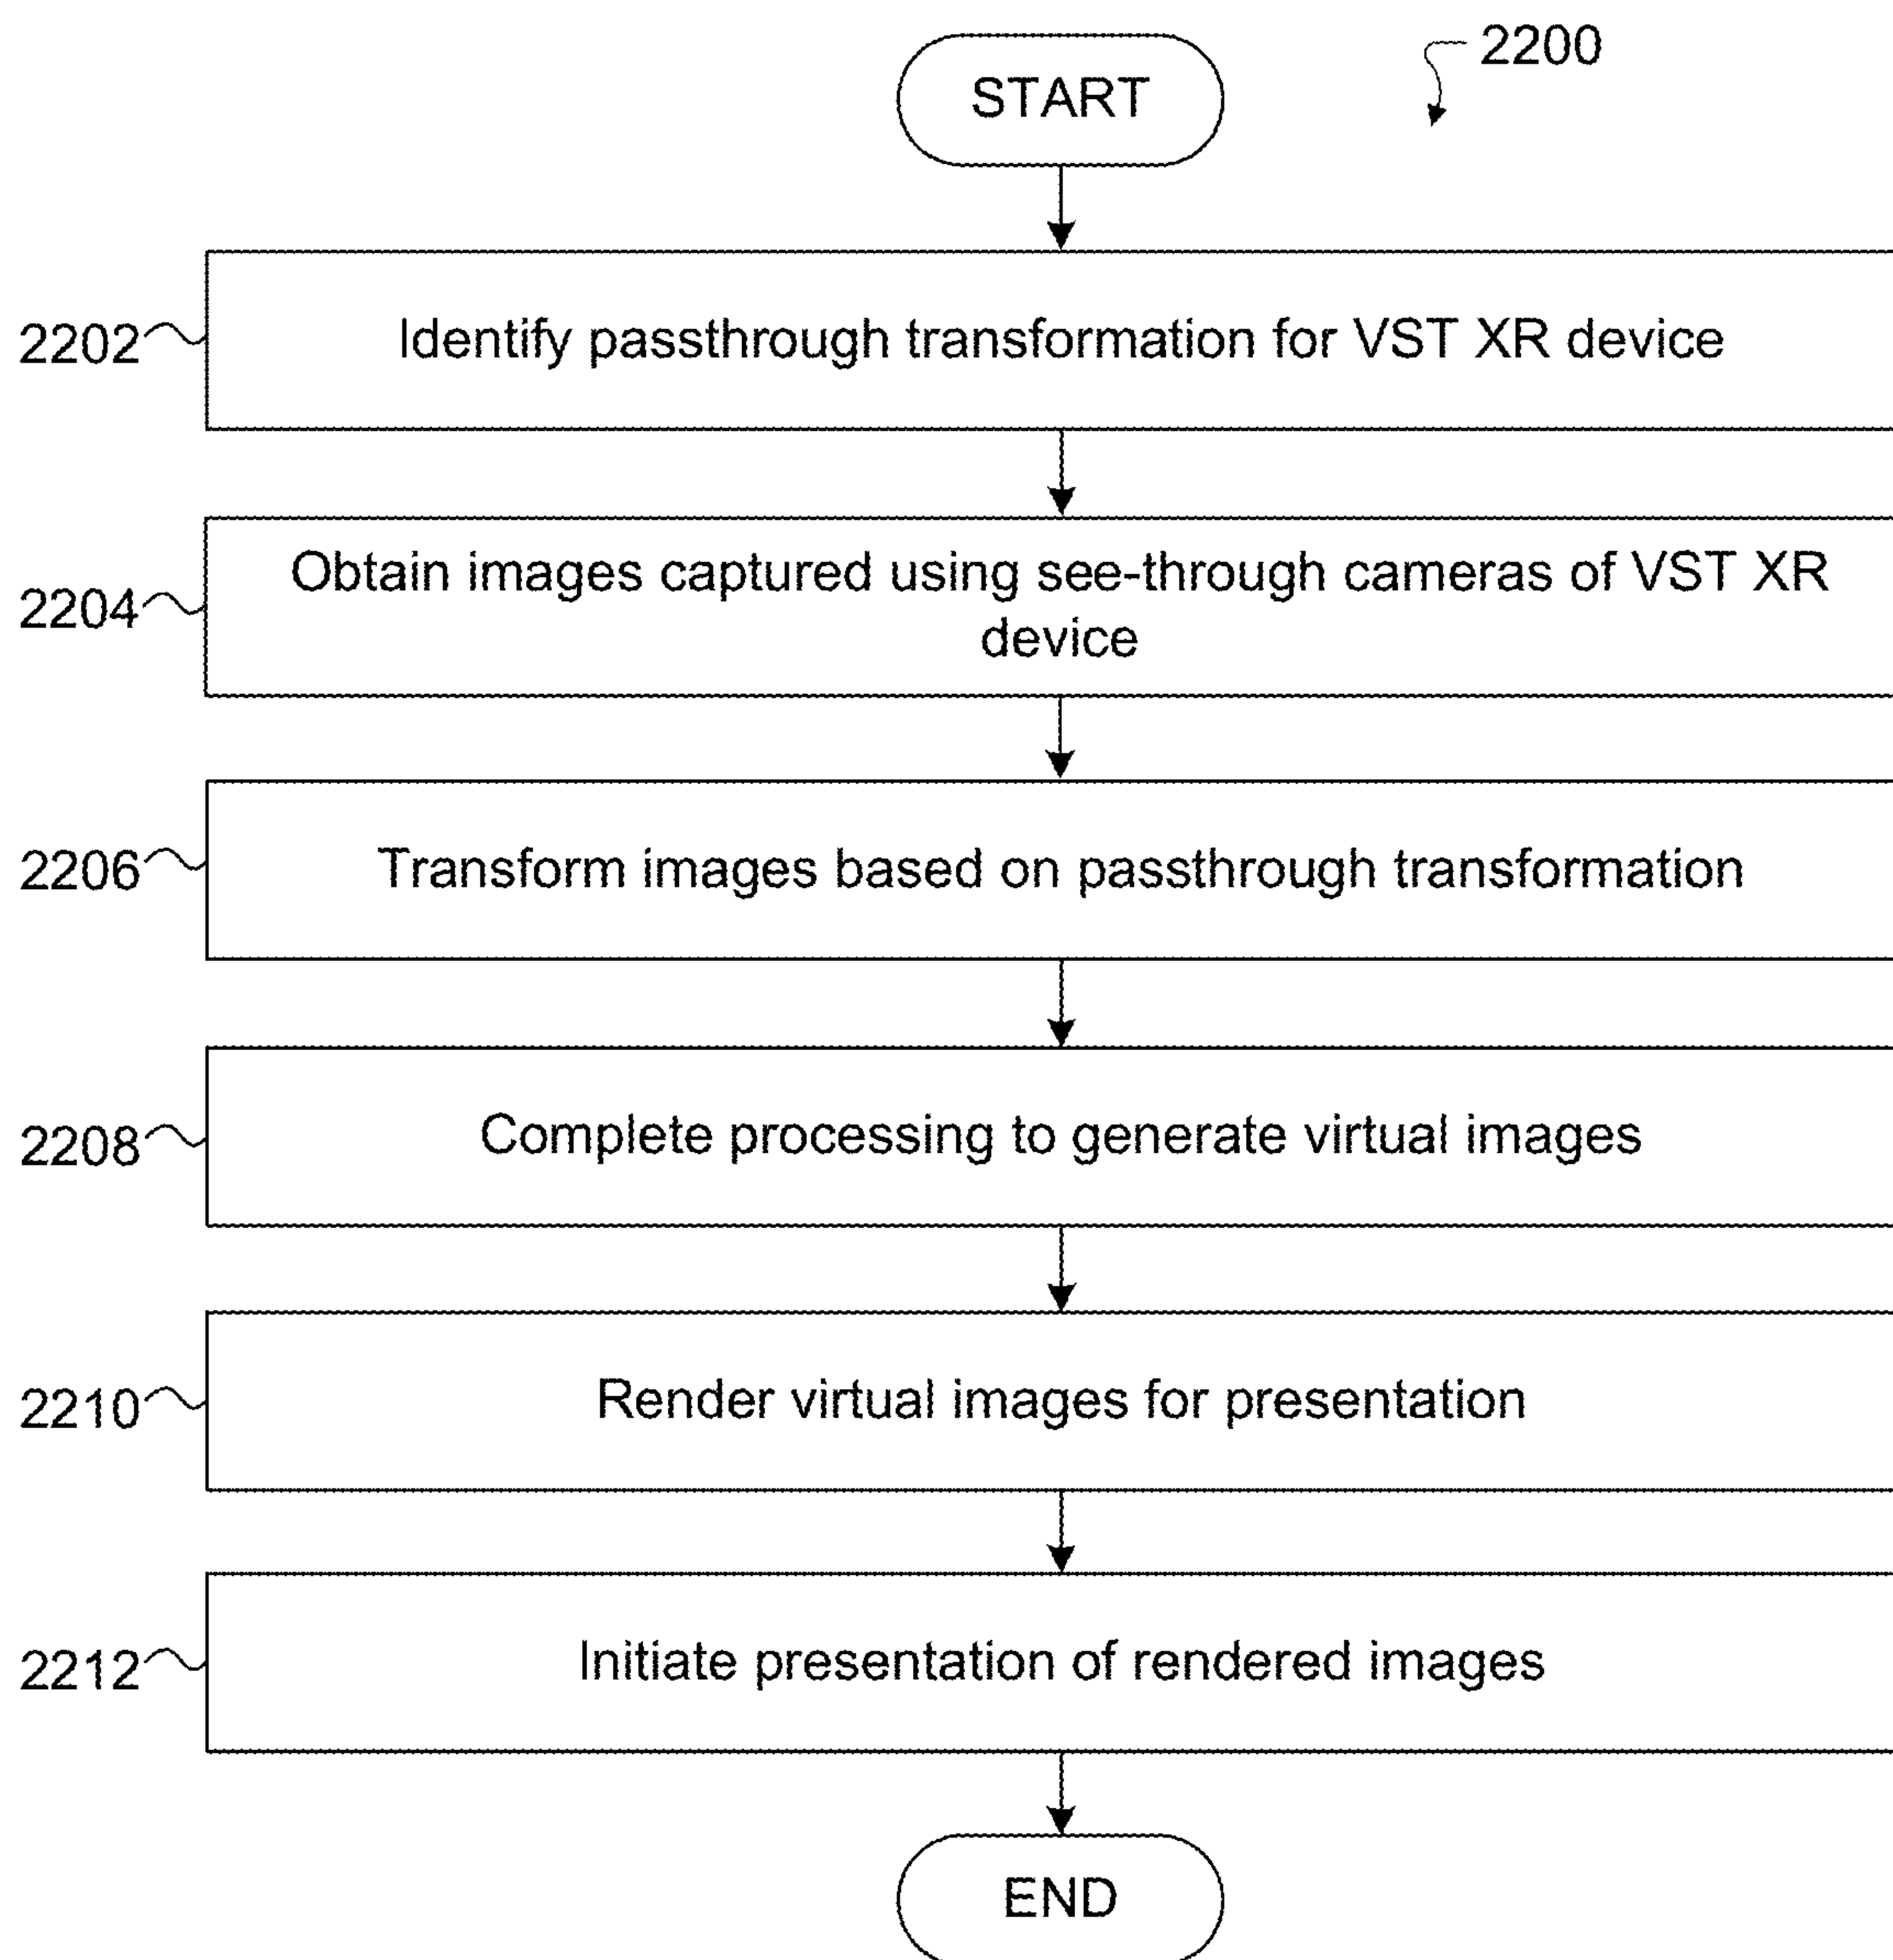 START
2200
2202
Identify passthrough transformation for VST XR device
2204
Obtain images captured using see-through cameras of VST XR
device
2206
Transform images based on passthrough transformation
2208
Complete processing to generate virtual images
2210
Render virtual images for presentation
2212
Initiate presentation of rendered images
END